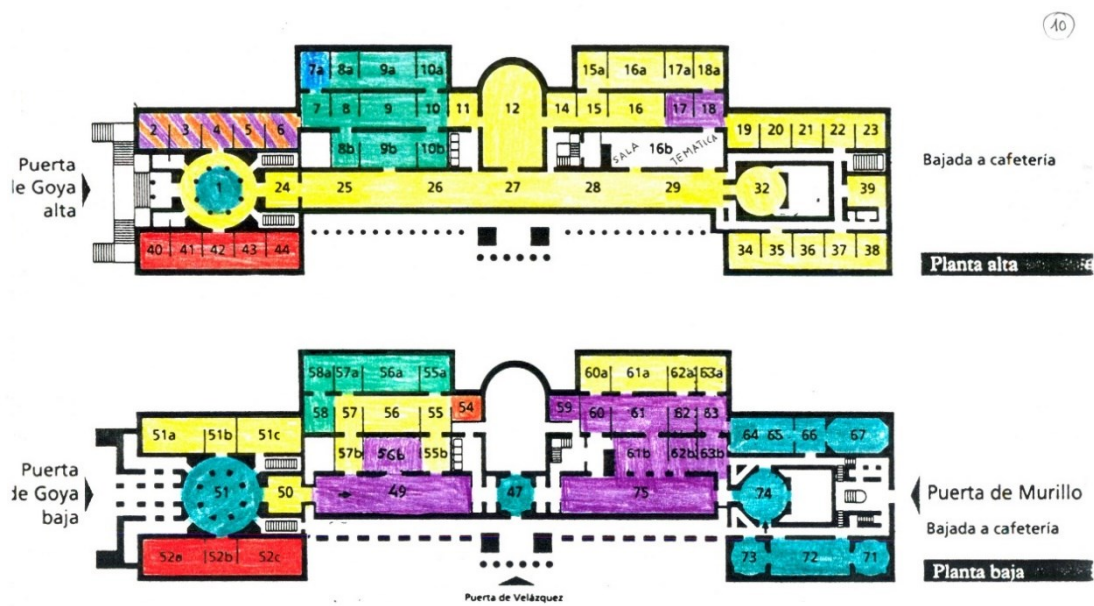 10
7a 8a 9a 10a
15a 16a 17a 18a
7 8 9 10 11 12 14 15 16 17 18
2 3 4 5 6
19 20 21 22 23
8b 9b 10b
SALA TEMATICA
16b
Puerta
de Goya
alta
Bajada a cafetería
1 24 25 26 27 28 29 32 39
40 41 42 43 44
34 35 36 37 38
Planta alta
58a 57a 56a 55a
60a 61a 62a 63a
58 57 56 55 54
59 60 61 62 63
51a 51b 51c
64 65 66 67
57b 56b 55b
61b 62b 63b
Puerta
de Goya
baja
51 50 49 47 75 74
Puerta de Murillo
Bajada a cafetería
52a 52b 52c
73 72 71
Planta baja
Puerta de Velázquez